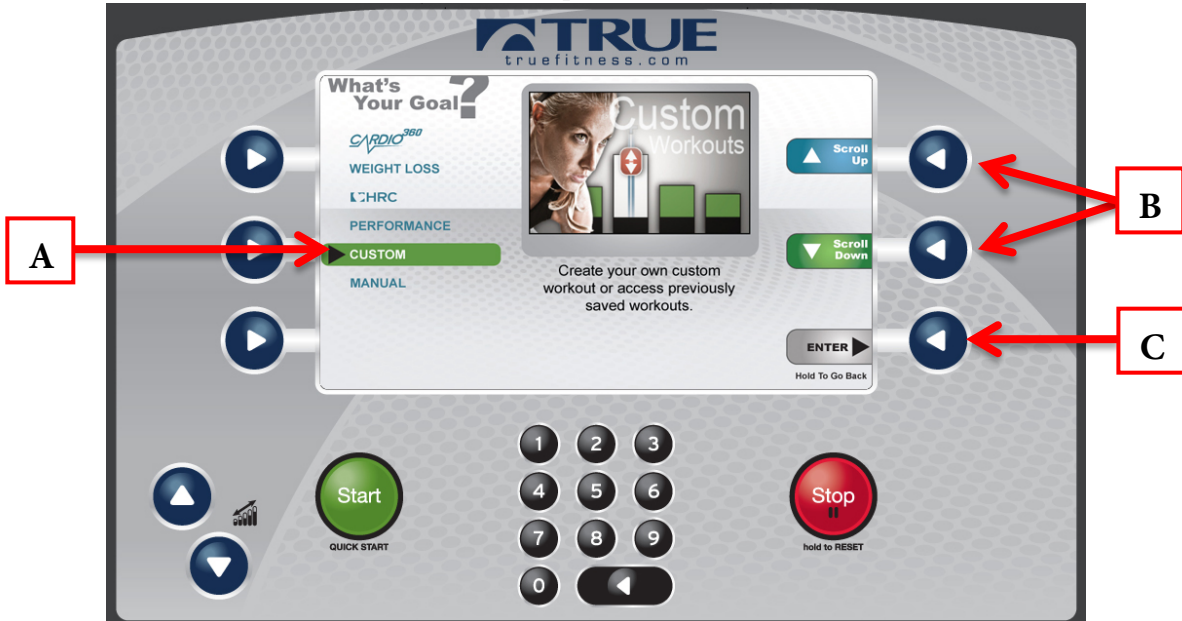 TRUE
truefitness.com
What's
Your Goal?
CARDIO 360
WEIGHT LOSS
HRC
PERFORMANCE
CUSTOM
MANUAL
Custom
Workouts
Create your own custom
workout or access previously
saved workouts.
Scroll
Up
Scroll
Down
ENTER
Hold To Go Back
A
B
C
Start
QUICK START
1 2 3
4 5 6
7 8 9
0
Stop
hold to RESET